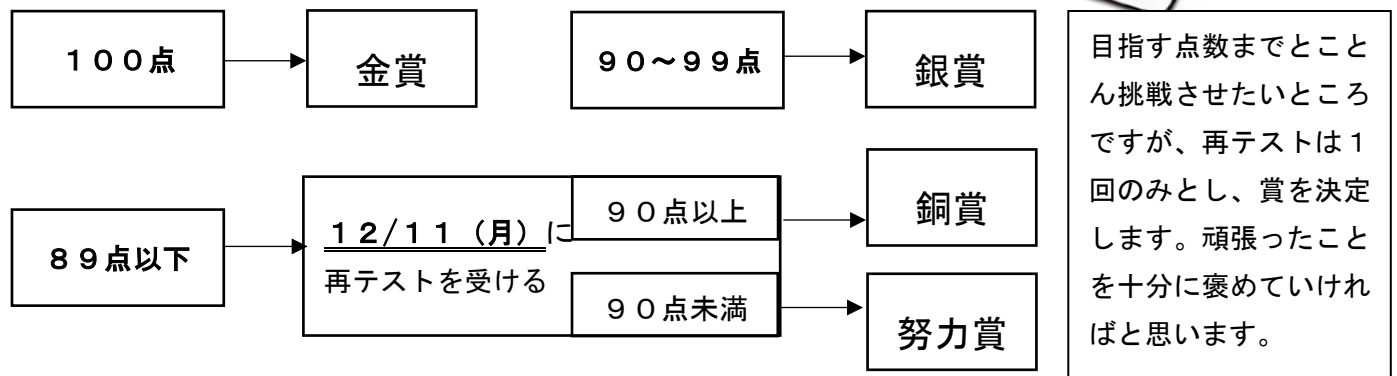 １００点
金賞
９０～９９点
銀賞
８９点以下
１２/１１（月）に
再テストを受ける
９０点以上
銅賞
９０点未満
努力賞
目指す点数までとこと
ん挑戦させたいところ
ですが、再テストは１
回のみとし、賞を決定
します。頑張ったこと
を十分に褒めていけれ
ばと思います。